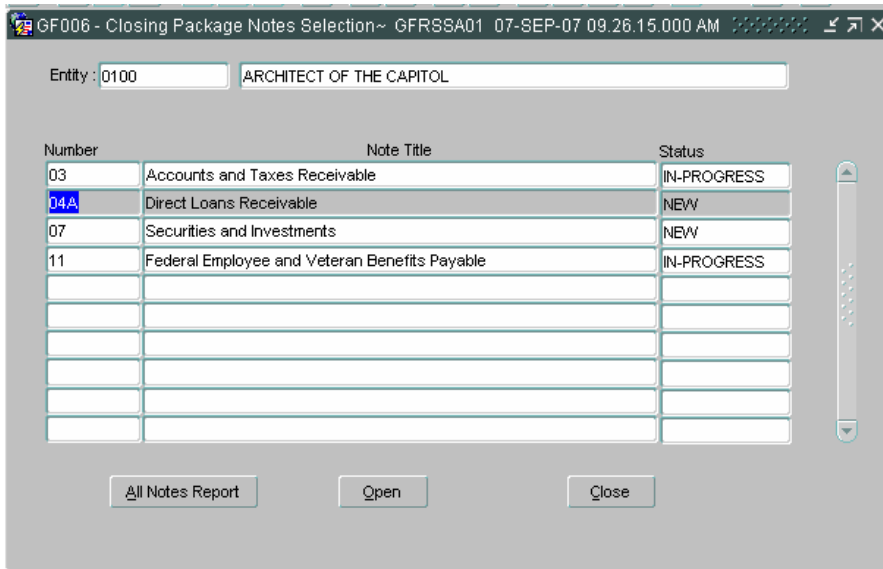 GF006 - Closing Package Notes Selection~ GFRSSA01 07-SEP-07 09.26.15.000 AM
Entity : 0100 ARCHITECT OF THE CAPITOL
Number Note Title Status
03 Accounts and Taxes Receivable IN-PROGRESS
04A Direct Loans Receivable NEW
07 Securities and Investments NEW
11 Federal Employee and Veteran Benefits Payable IN-PROGRESS
All Notes Report Open Close